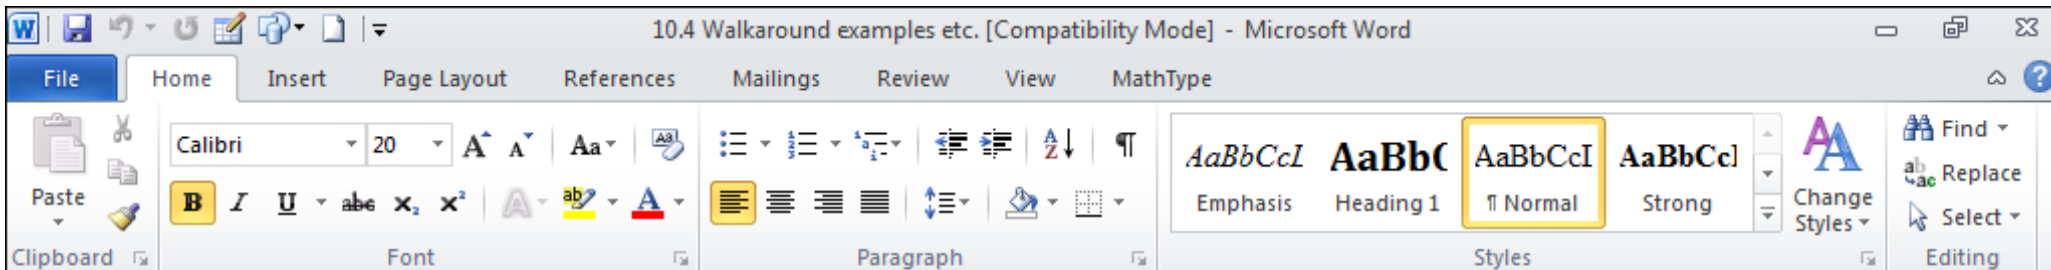 10.4 Walkaround examples etc. [Compatibility Mode] - Microsoft Word
File Home Insert Page Layout References Mailings Review View MathType
Calibri 20 A A Aa AaBbCcI AaBb( AaBbCcI AaBbCcl Find
Replace
Paste B I U abc x₂ x² A ab A Emphasis Heading 1 ¶ Normal Strong Change Styles Select
Clipboard Font Paragraph Styles Editing